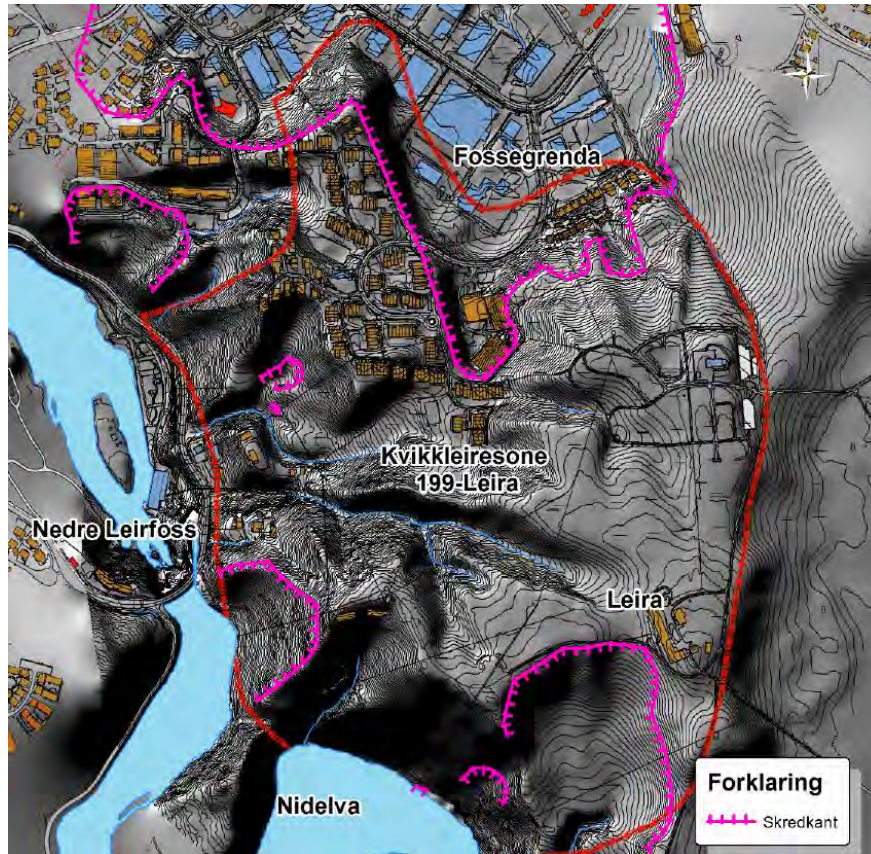 Fossegrenda
Kvikkleiresone
199-Leira
Nedre Leirfoss
Leira
Nidelva
Forklaring
Skredkant